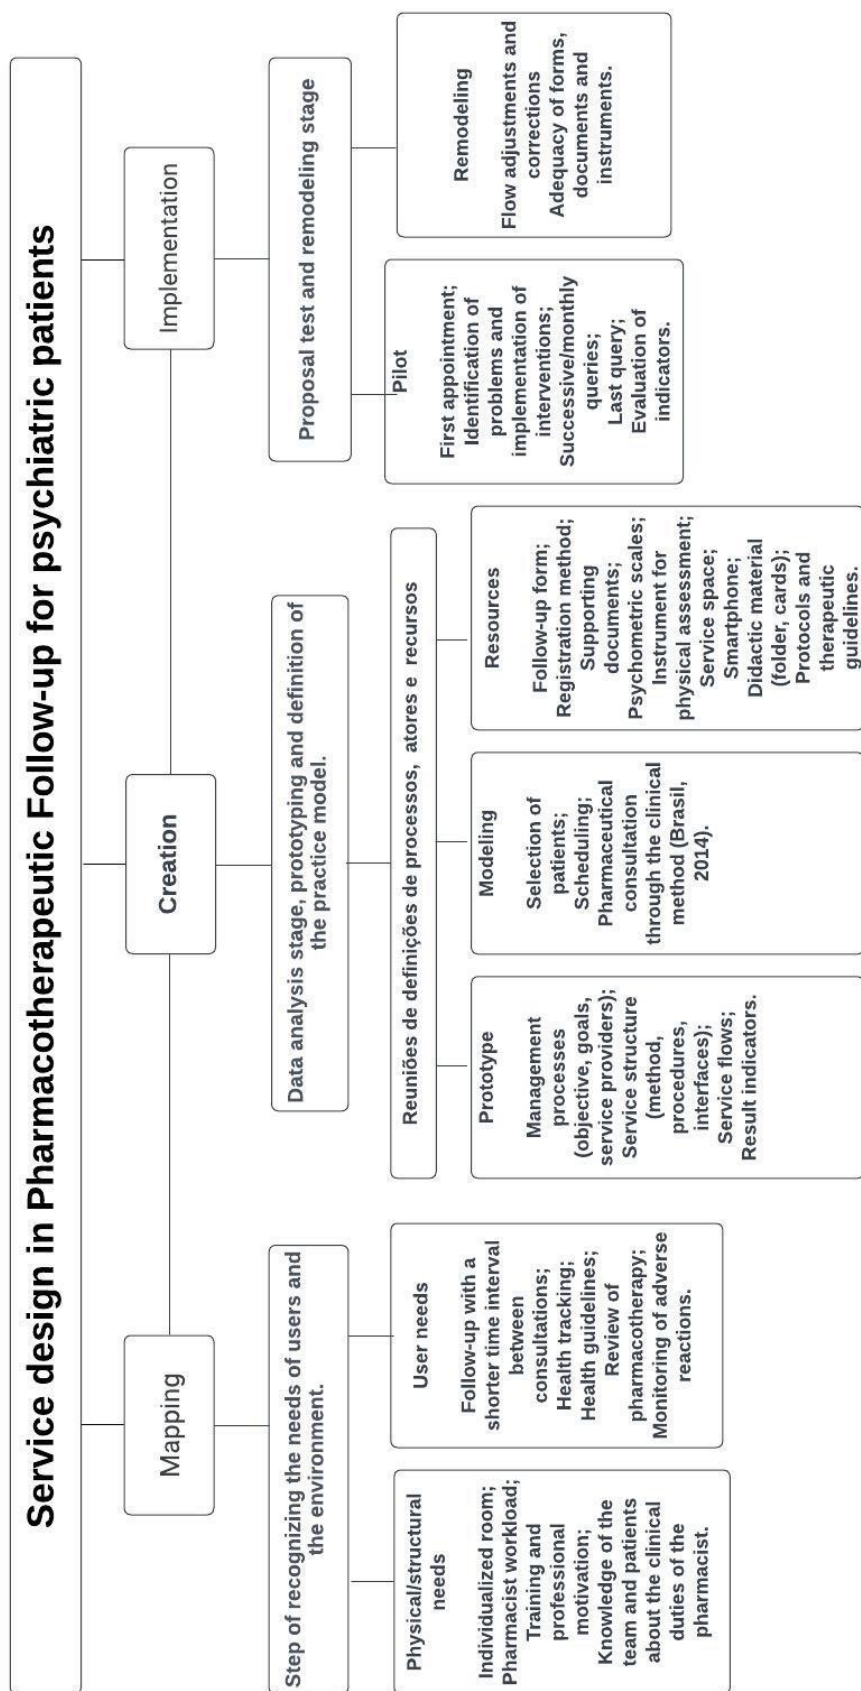 Service design in Pharmacotherapeutic Follow-up for psychiatric patients
Mapping
Creation
Implementation
Step of recognizing the needs of users and
the environment.
Data analysis stage, prototyping and definition of
the practice model.
Proposal test and remodeling stage
Reuniões de definições de processos, atores e recursos
Physical/structural
needs
Individualized room;
Pharmacist workload;
Training and
professional
motivation;
Knowledge of the
team and patients
about the clinical
duties of the
pharmacist.
User needs
Follow-up with a
shorter time interval
between
consultations;
Health tracking;
Health guidelines;
Review of
pharmacotherapy;
Monitoring of adverse
reactions.
Prototype
Management
processes
(objective, goals,
service providers);
Service structure
(method,
procedures,
interfaces);
Service flows;
Result indicators.
Modeling
Selection of
patients;
Scheduling;
Pharmaceutical
consultation
through the clinical
method (Brasil,
2014).
Resources
Follow-up form;
Registration method;
Supporting
documents;
Psychometric scales;
Instrument for
physical assessment;
Service space;
Smartphone;
Didactic material
(folder, cards);
Protocols and
therapeutic
guidelines.
Pilot
First appointment;
Identification of
problems and
implementation of
interventions;
Successive/monthly
queries;
Last query;
Evaluation of
indicators.
Remodeling
Flow adjustments and
corrections
Adequacy of forms,
documents and
instruments.